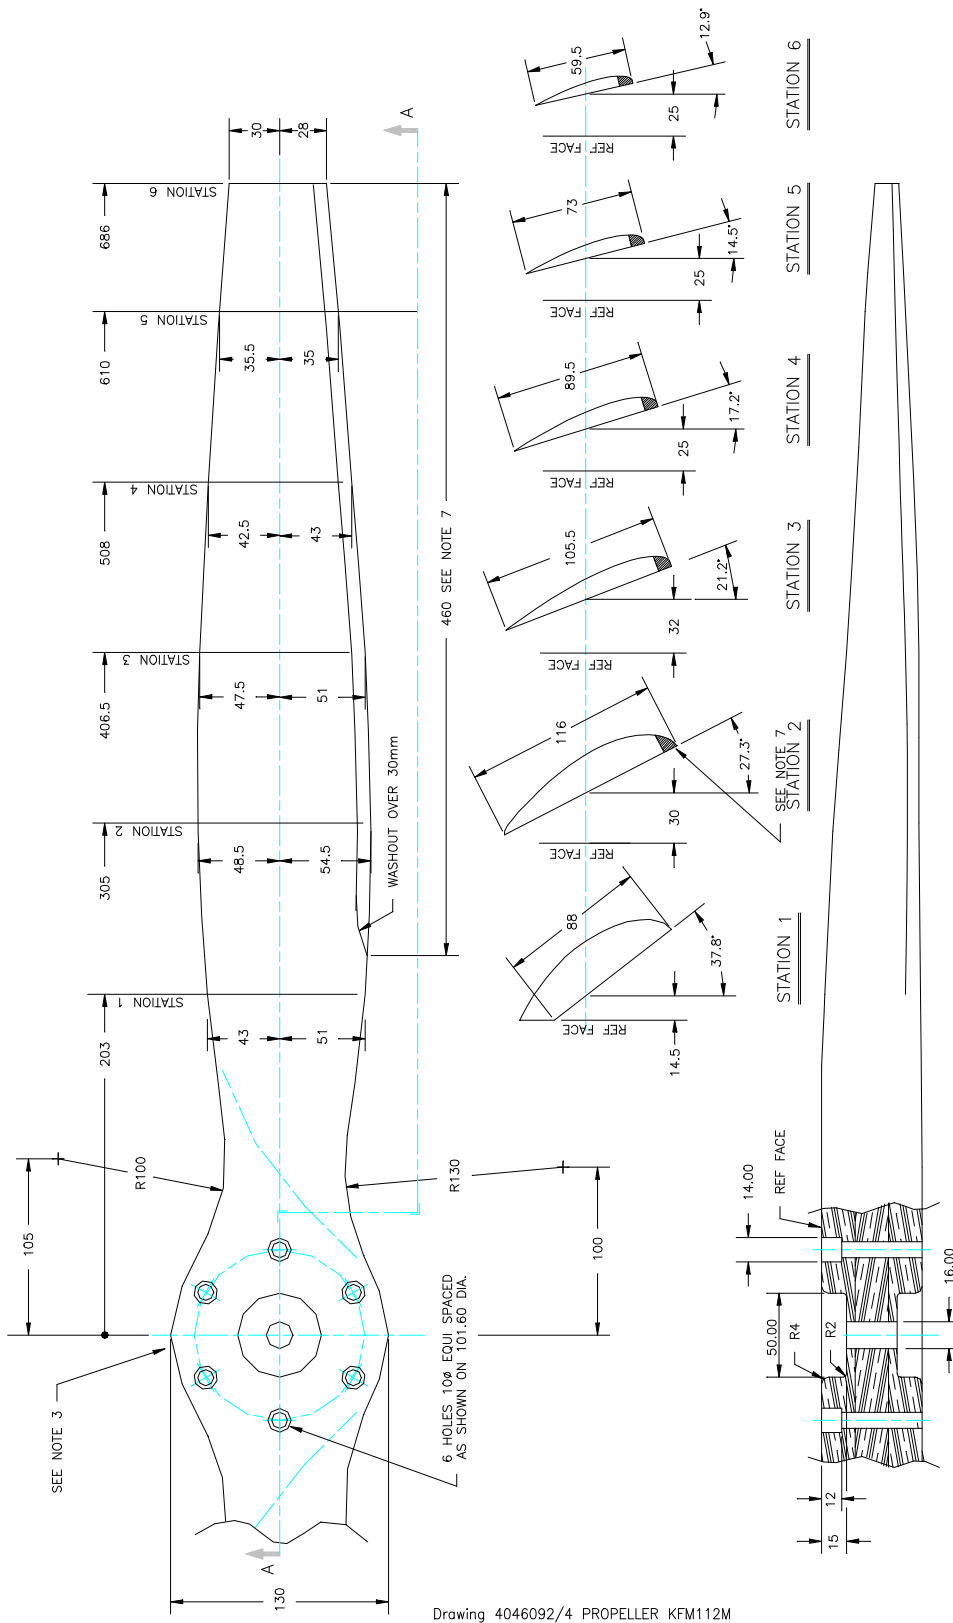 A
30
28
STATION 6
686
STATION 5
610
35.5
35
STATION 4
508
42.5
43
460 SEE NOTE 7
STATION 3
406.5
47.5
51
WASHOUT OVER 30mm
STATION 2
305
48.5
54.5
STATION 1
203
43
51
105
R100
R130
100
SEE NOTE 3
6 HOLES 10ø EQUI SPACED
AS SHOWN ON 101.60 DIA.
A
130
59.5
12.9°
25
REF FACE
STATION 6
73
14.5°
25
REF FACE
STATION 5
89.5
17.2°
25
REF FACE
STATION 4
105.5
21.2°
32
REF FACE
STATION 3
116
27.3°
30
REF FACE
SEE NOTE 7
STATION 2
88
37.8°
14.5
REF FACE
STATION 1
REF FACE
14.00
16.00
50.00
R4
R2
12
15
Drawing 4046092/4 PROPELLER KFM112M